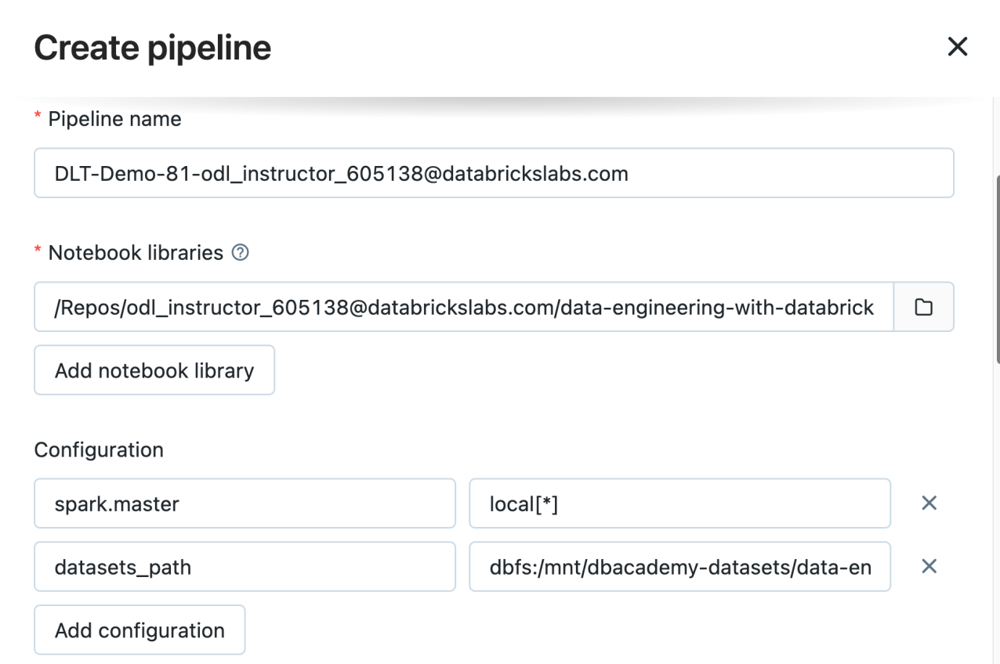 Create pipeline
* Pipeline name
DLT-Demo-81-odl_instructor_605138@databrickslabs.com
* Notebook libraries
/Repos/odl_instructor_605138@databrickslabs.com/data-engineering-with-databrick
Add notebook library
Configuration
spark.master local[*]
datasets_path dbfs:/mnt/dbacademy-datasets/data-en
Add configuration